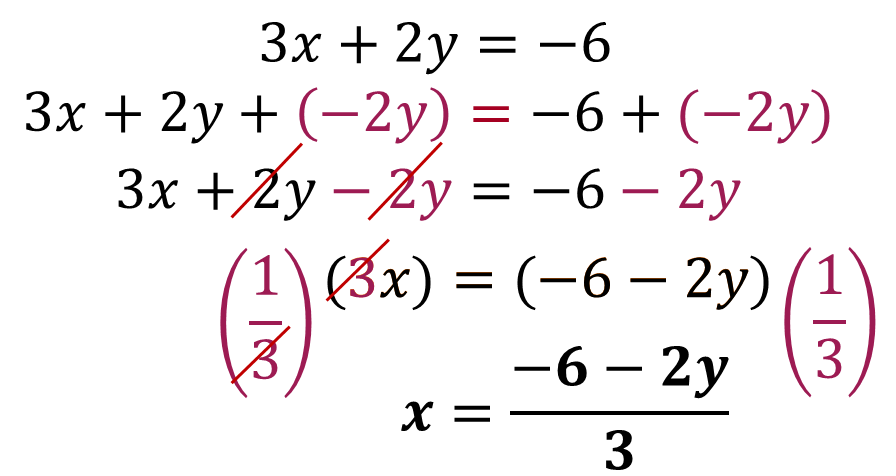 3x + 2y = −6
3x + 2y + (−2y) = −6 + (−2y)
3x + 2y − 2y = −6 − 2y
(1/3)(3x) = (−6 − 2y)(1/3)
x = −6 − 2y / 3